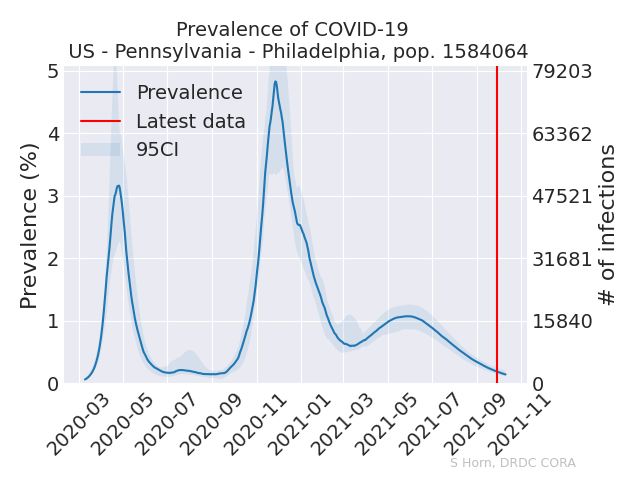 Prevalence of COVID-19
US - Pennsylvania - Philadelphia, pop. 1584064
Prevalence (%)
5
4
3
2
1
0
Prevalence
Latest data
95CI
79203
63362
47521
31681
15840
0
# of infections
2020-03
2020-05
2020-07
2020-09
2020-11
2021-01
2021-03
2021-05
2021-07
2021-09
2021-11
S Horn, DRDC CORA